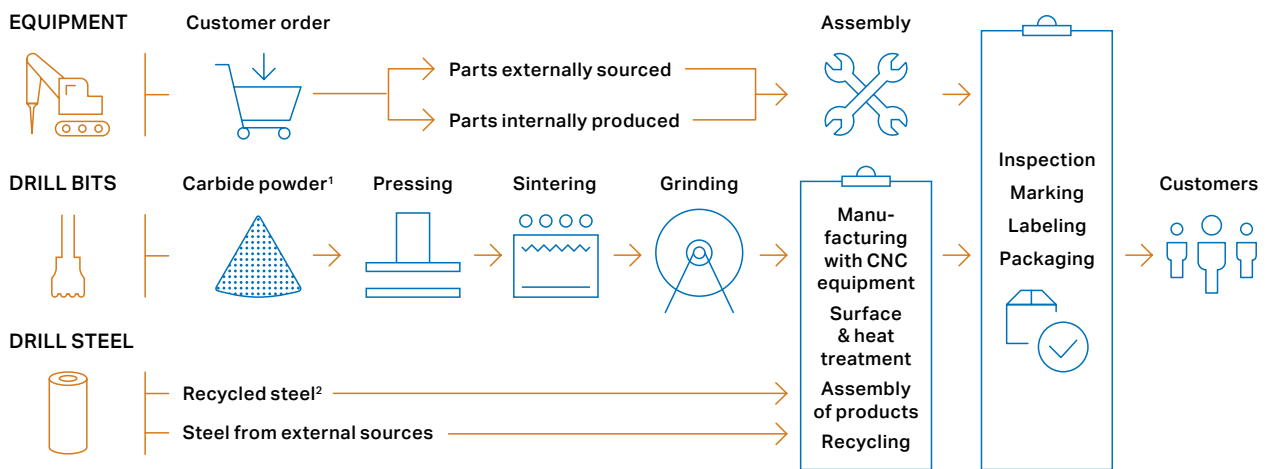 EQUIPMENT
Customer order
Parts externally sourced
Parts internally produced
Assembly
DRILL BITS
Carbide powder¹
Pressing
Sintering
Grinding
DRILL STEEL
Recycled steel²
Steel from external sources
Manu-
facturing
with CNC
equipment
Surface
& heat
treatment
Assembly
of products
Recycling
Inspection
Marking
Labeling
Packaging
Customers